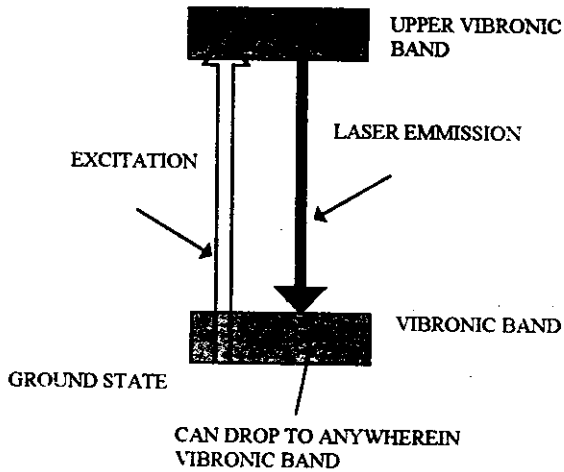 UPPER VIBRONIC
BAND
LASER EMMISSION
EXCITATION
VIBRONIC BAND
GROUND STATE
CAN DROP TO ANYWHEREIN
VIBRONIC BAND